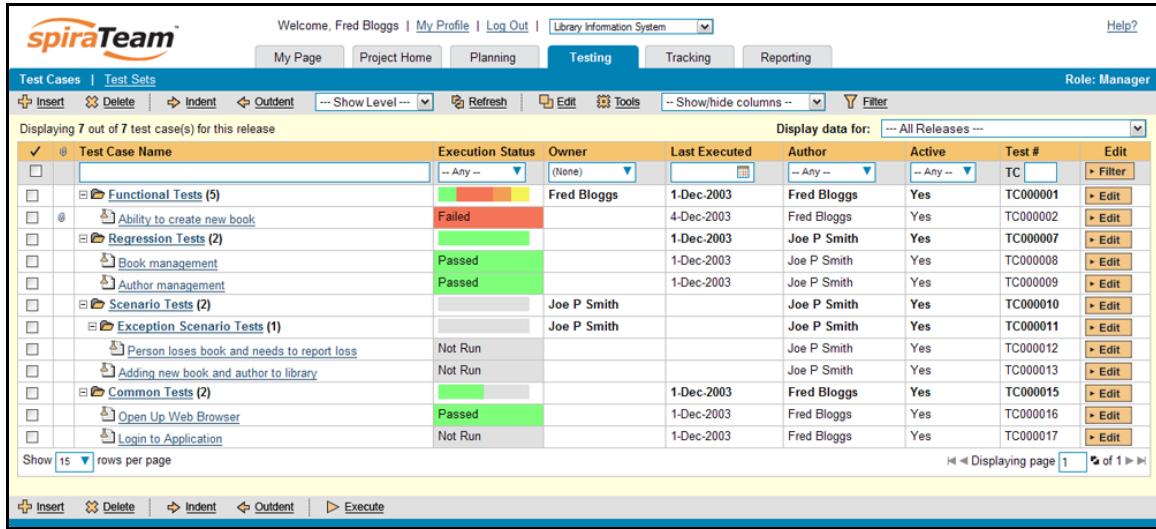 spiraTeam
Welcome, Fred Bloggs | My Profile | Log Out | Library Information System Help?
My Page Project Home Planning Testing Tracking Reporting
Test Cases | Test Sets Role: Manager
Insert Delete Indent Outdent --- Show Level --- Refresh Edit Tools -- Show/hide columns -- Filter
Displaying 7 out of 7 test case(s) for this release Display data for: --- All Releases ---
Test Case Name Execution Status Owner Last Executed Author Active Test # Edit
-- Any -- (None) -- Any -- -- Any -- TC Filter
Functional Tests (5) Fred Bloggs 1-Dec-2003 Fred Bloggs Yes TC000001 Edit
Ability to create new book Failed 4-Dec-2003 Fred Bloggs Yes TC000002 Edit
Regression Tests (2) 1-Dec-2003 Joe P Smith Yes TC000007 Edit
Book management Passed 1-Dec-2003 Joe P Smith Yes TC000008 Edit
Author management Passed 1-Dec-2003 Joe P Smith Yes TC000009 Edit
Scenario Tests (2) Joe P Smith Joe P Smith Yes TC000010 Edit
Exception Scenario Tests (1) Joe P Smith Joe P Smith Yes TC000011 Edit
Person loses book and needs to report loss Not Run Joe P Smith Yes TC000012 Edit
Adding new book and author to library Not Run Joe P Smith Yes TC000013 Edit
Common Tests (2) 1-Dec-2003 Fred Bloggs Yes TC000015 Edit
Open Up Web Browser Passed 1-Dec-2003 Fred Bloggs Yes TC000016 Edit
Login to Application Not Run 1-Dec-2003 Fred Bloggs Yes TC000017 Edit
Show 15 rows per page Displaying page 1 of 1
Insert Delete Indent Outdent Execute